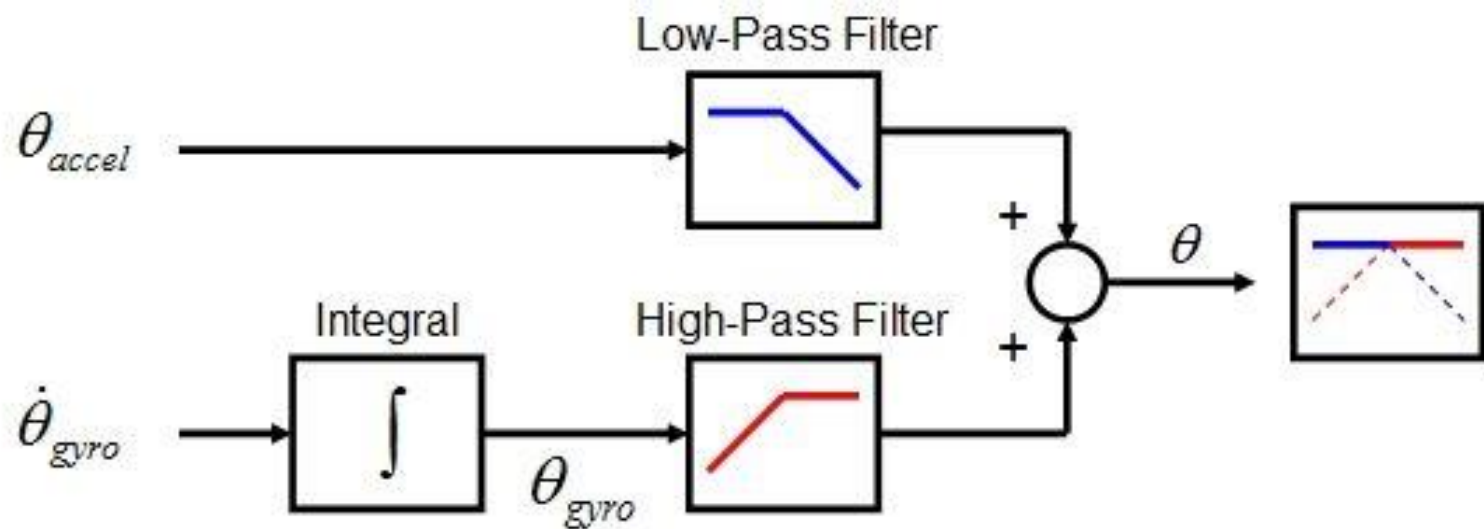 Low-Pass Filter
θaccel
+
θ
Integral
High-Pass Filter
+
θ̇gyro
∫
θgyro